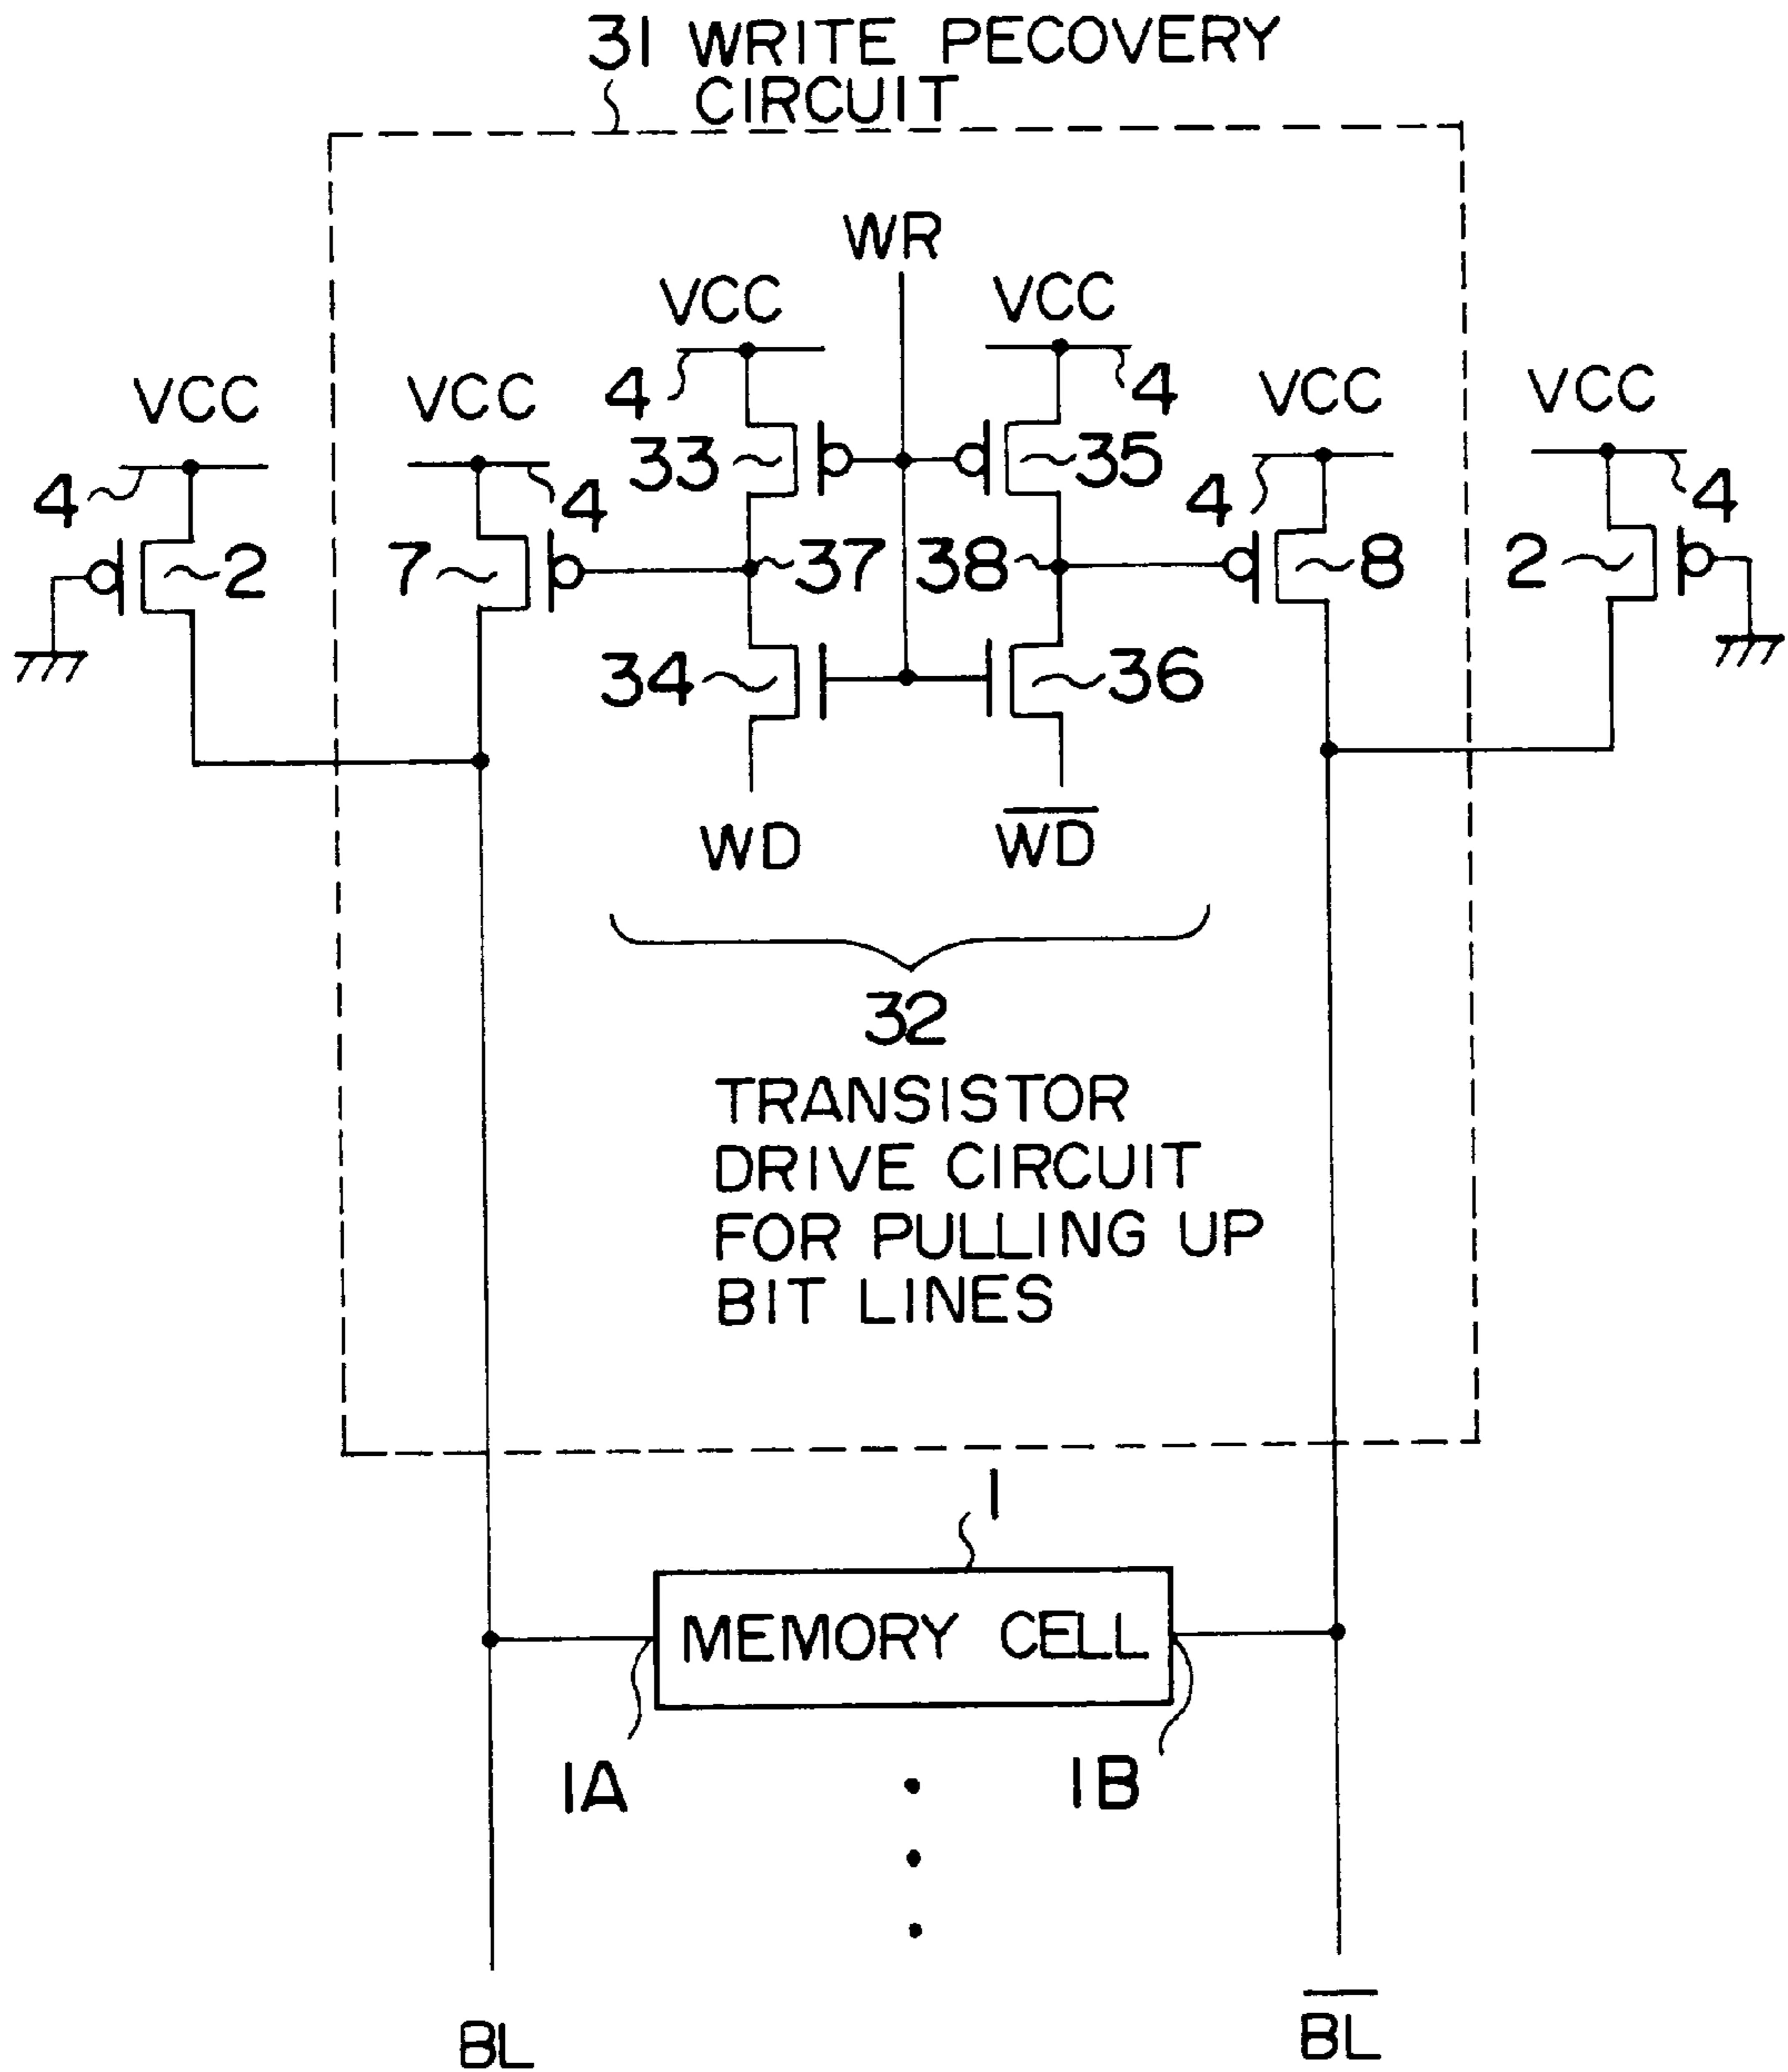 31 WRITE PECOVERY
CIRCUIT
WR
VCC VCC
VCC VCC 4 4 VCC VCC
33 35
4 4 4 4
2 7 37 38 8 2
34 36
WD W̅D̅
32
TRANSISTOR
DRIVE CIRCUIT
FOR PULLING UP
BIT LINES
1
MEMORY CELL
1A 1B
BL B̅L̅